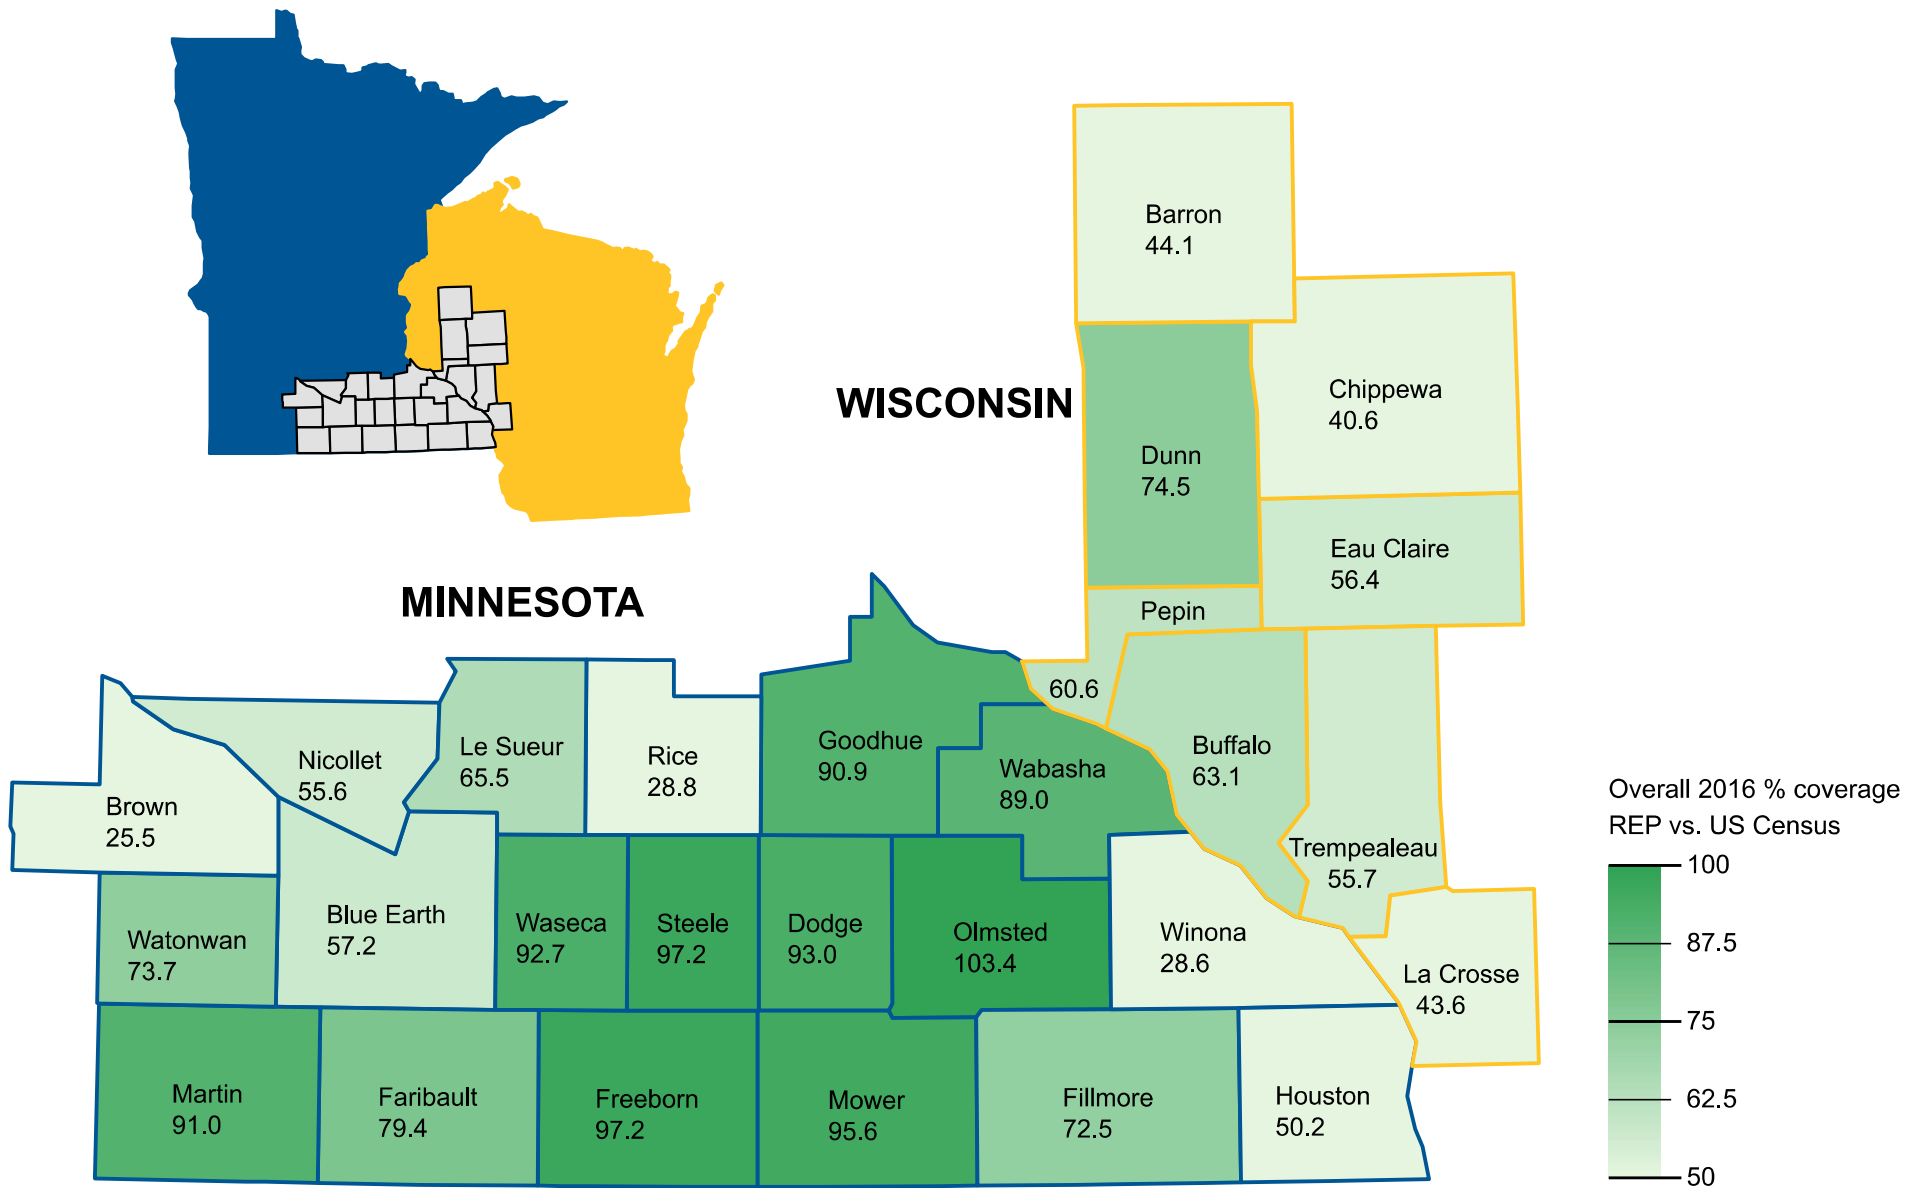 WISCONSIN
Barron
44.1
Chippewa
40.6
Dunn
74.5
Eau Claire
56.4
Pepin
60.6
Buffalo
63.1
Trempealeau
55.7
La Crosse
43.6
MINNESOTA
Brown
25.5
Nicollet
55.6
Le Sueur
65.5
Rice
28.8
Goodhue
90.9
Wabasha
89.0
Watonwan
73.7
Blue Earth
57.2
Waseca
92.7
Steele
97.2
Dodge
93.0
Olmsted
103.4
Winona
28.6
Martin
91.0
Faribault
79.4
Freeborn
97.2
Mower
95.6
Fillmore
72.5
Houston
50.2
Overall 2016 % coverage
REP vs. US Census
100
87.5
75
62.5
50